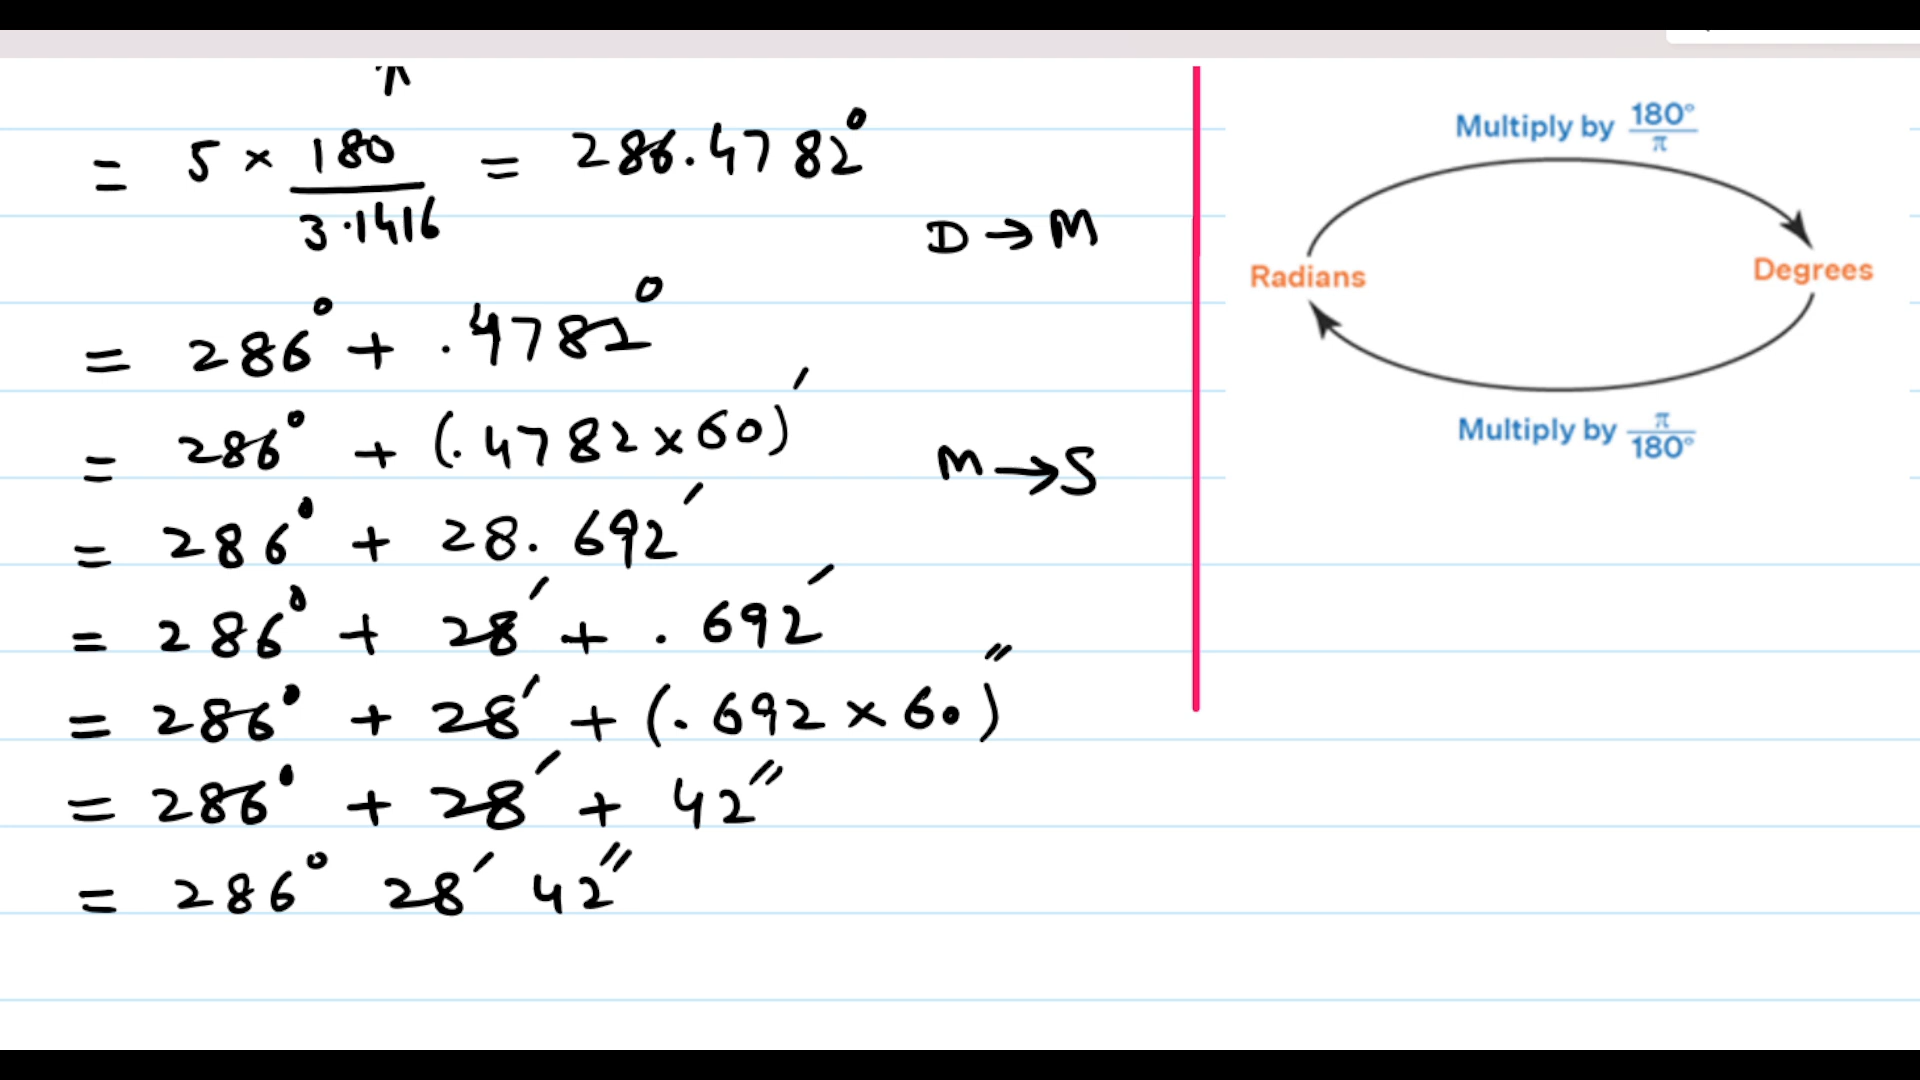 π
= 5 × 180/3.1416 = 286.4782°
D → M
= 286° + .4782°
= 286° + (.4782 × 60)′
M → S
= 286° + 28.692′
= 286° + 28′ + .692′
= 286° + 28′ + (.692 × 60)″
= 286° + 28′ + 42″
= 286° 28′ 42″
Multiply by 180°/π
Radians
Degrees
Multiply by π/180°